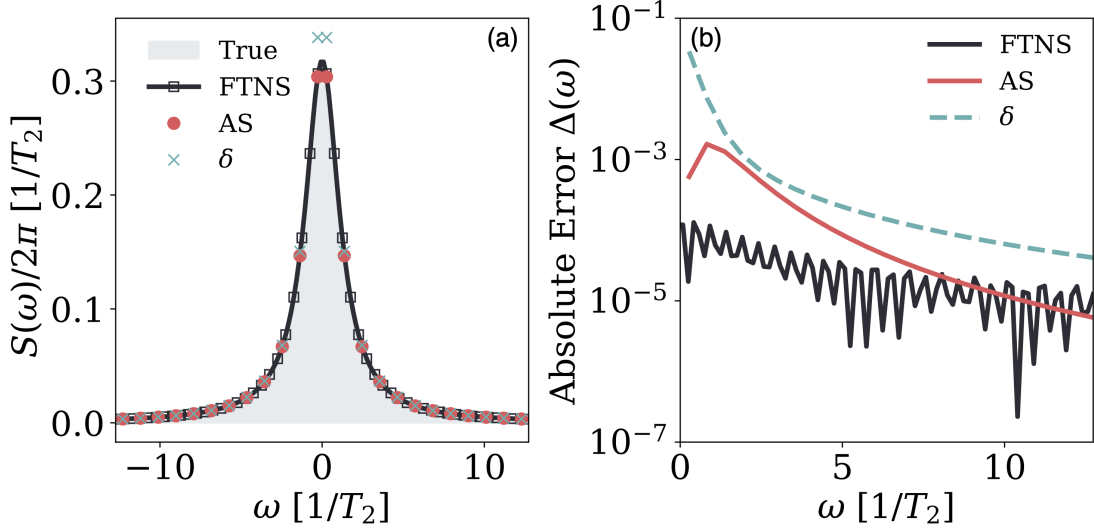 (a)
True
FTNS
AS
δ
S(ω)/2π [1/T₂]
0.3
0.2
0.1
0.0
−10
0
10
ω [1/T₂]
(b)
FTNS
AS
δ
Absolute Error Δ(ω)
10⁻¹
10⁻³
10⁻⁵
10⁻⁷
0
5
10
ω [1/T₂]